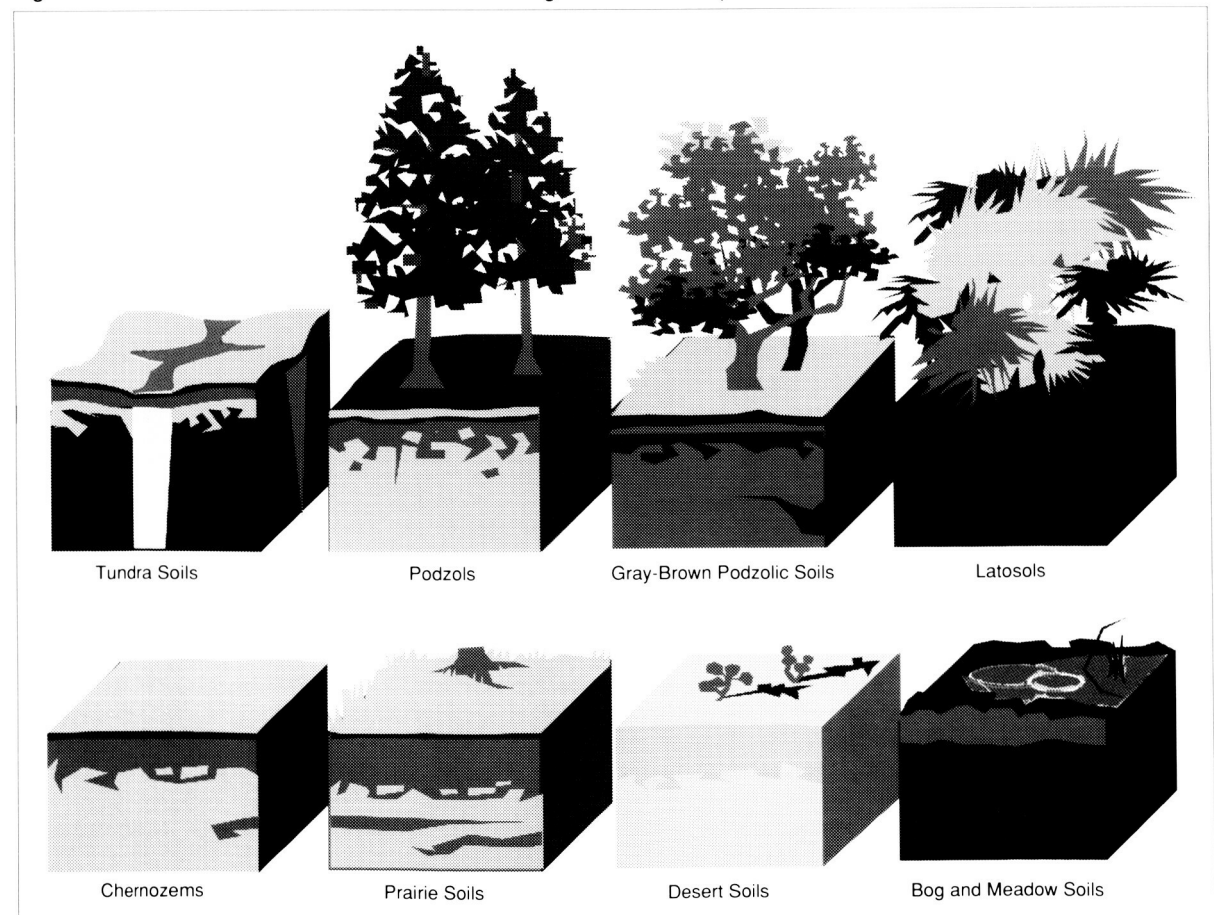 Tundra Soils
Podzols
Gray-Brown Podzolic Soils
Latosols
Chernozems
Prairie Soils
Desert Soils
Bog and Meadow Soils